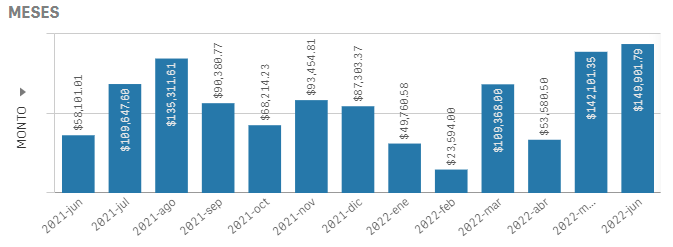 MESES
MONTO
$58,101.01
$109,647.60
$135,311.61
$90,380.77
$68,214.23
$93,454.81
$87,303.37
$49,760.58
$23,594.00
$109,368.00
$53,580.50
$142,101.35
$149,901.79
2021-jun
2021-jul
2021-ago
2021-sep
2021-oct
2021-nov
2021-dic
2022-ene
2022-feb
2022-mar
2022-abr
2022-m...
2022-jun